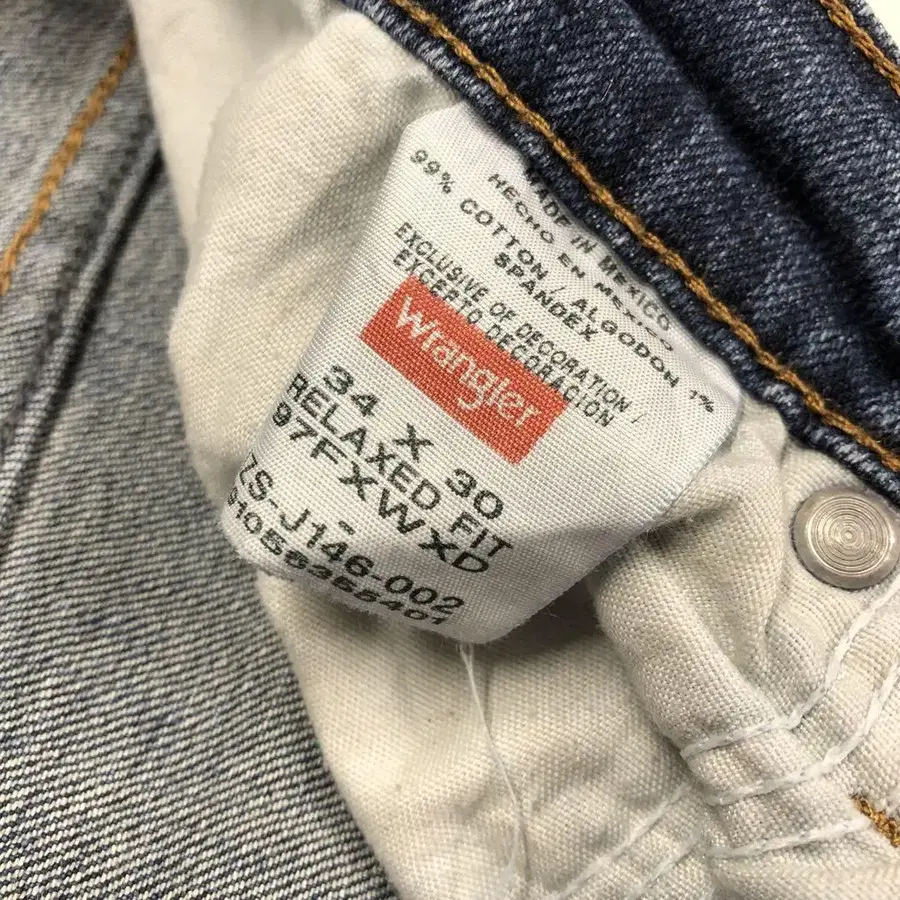 MADE IN MEXICO
HECHO EN MEXICO
99% COTTON / ALGODON 1%
SPANDEX
EXCLUSIVE OF DECORATION /
EXCEPTO DECORACIÓN
Wrangler
34 X 30
RELAXED FIT
97FXWXD
ZS-J146-002